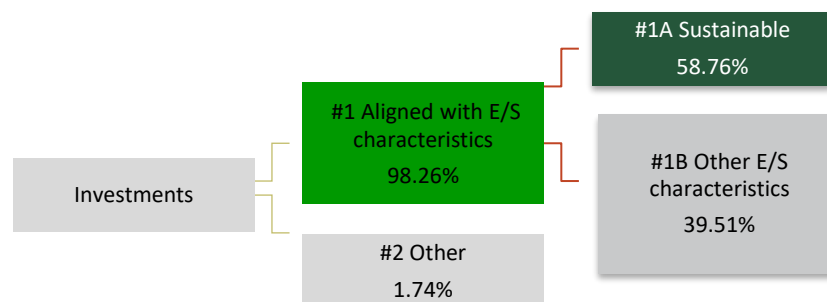 #1A Sustainable
58.76%
#1 Aligned with E/S
characteristics
98.26%
#1B Other E/S
characteristics
39.51%
Investments
#2 Other
1.74%